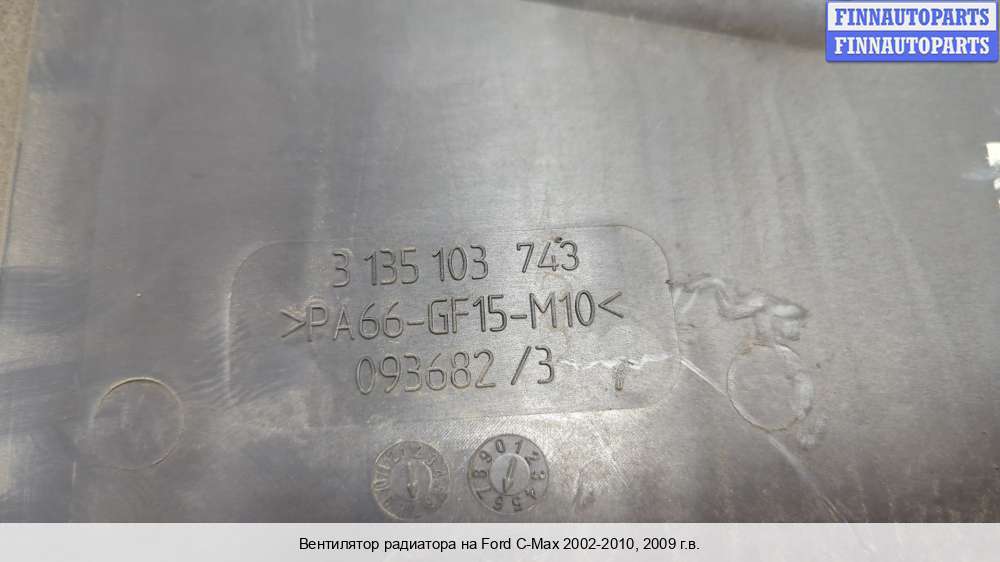 FINNAUTOPARTS
FINNAUTOPARTS
3 135 103 743
>PA66-GF15-M10<
093682/3
Вентилятор радиатора на Ford C-Max 2002-2010, 2009 г.в.